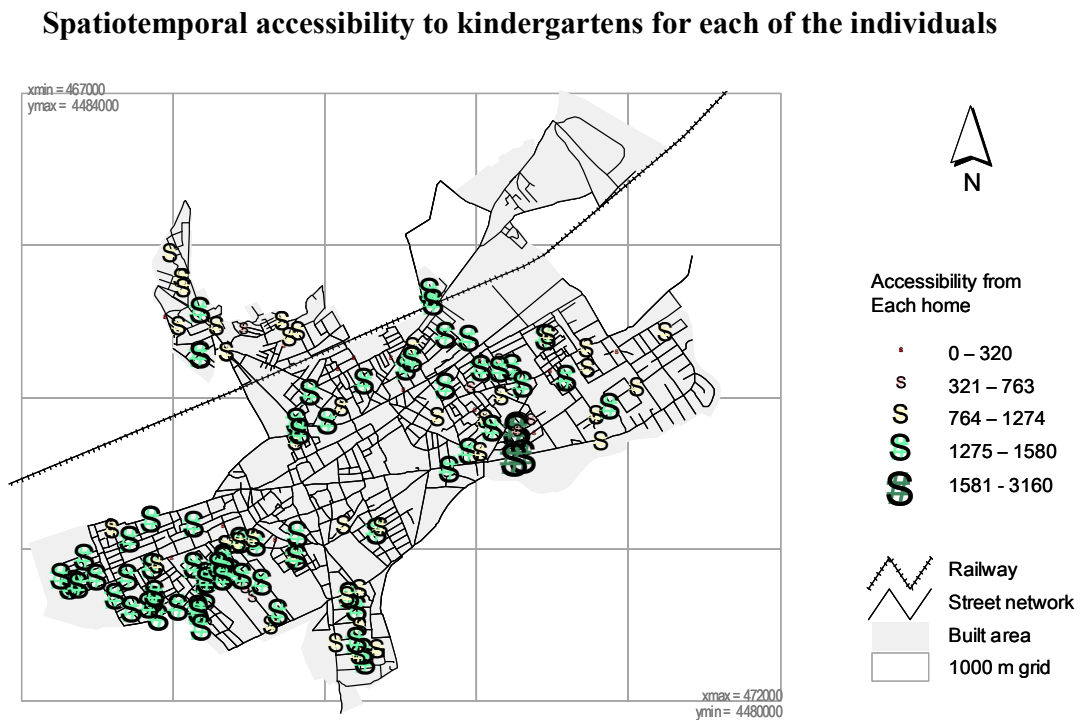 Spatiotemporal accessibility to kindergartens for each of the individuals
xmin = 467000
ymax = 4484000
N
Accessibility from
Each home
0 – 320
321 – 763
764 – 1274
1275 – 1580
1581 - 3160
Railway
Street network
Built area
1000 m grid
xmax = 472000
ymin = 4480000